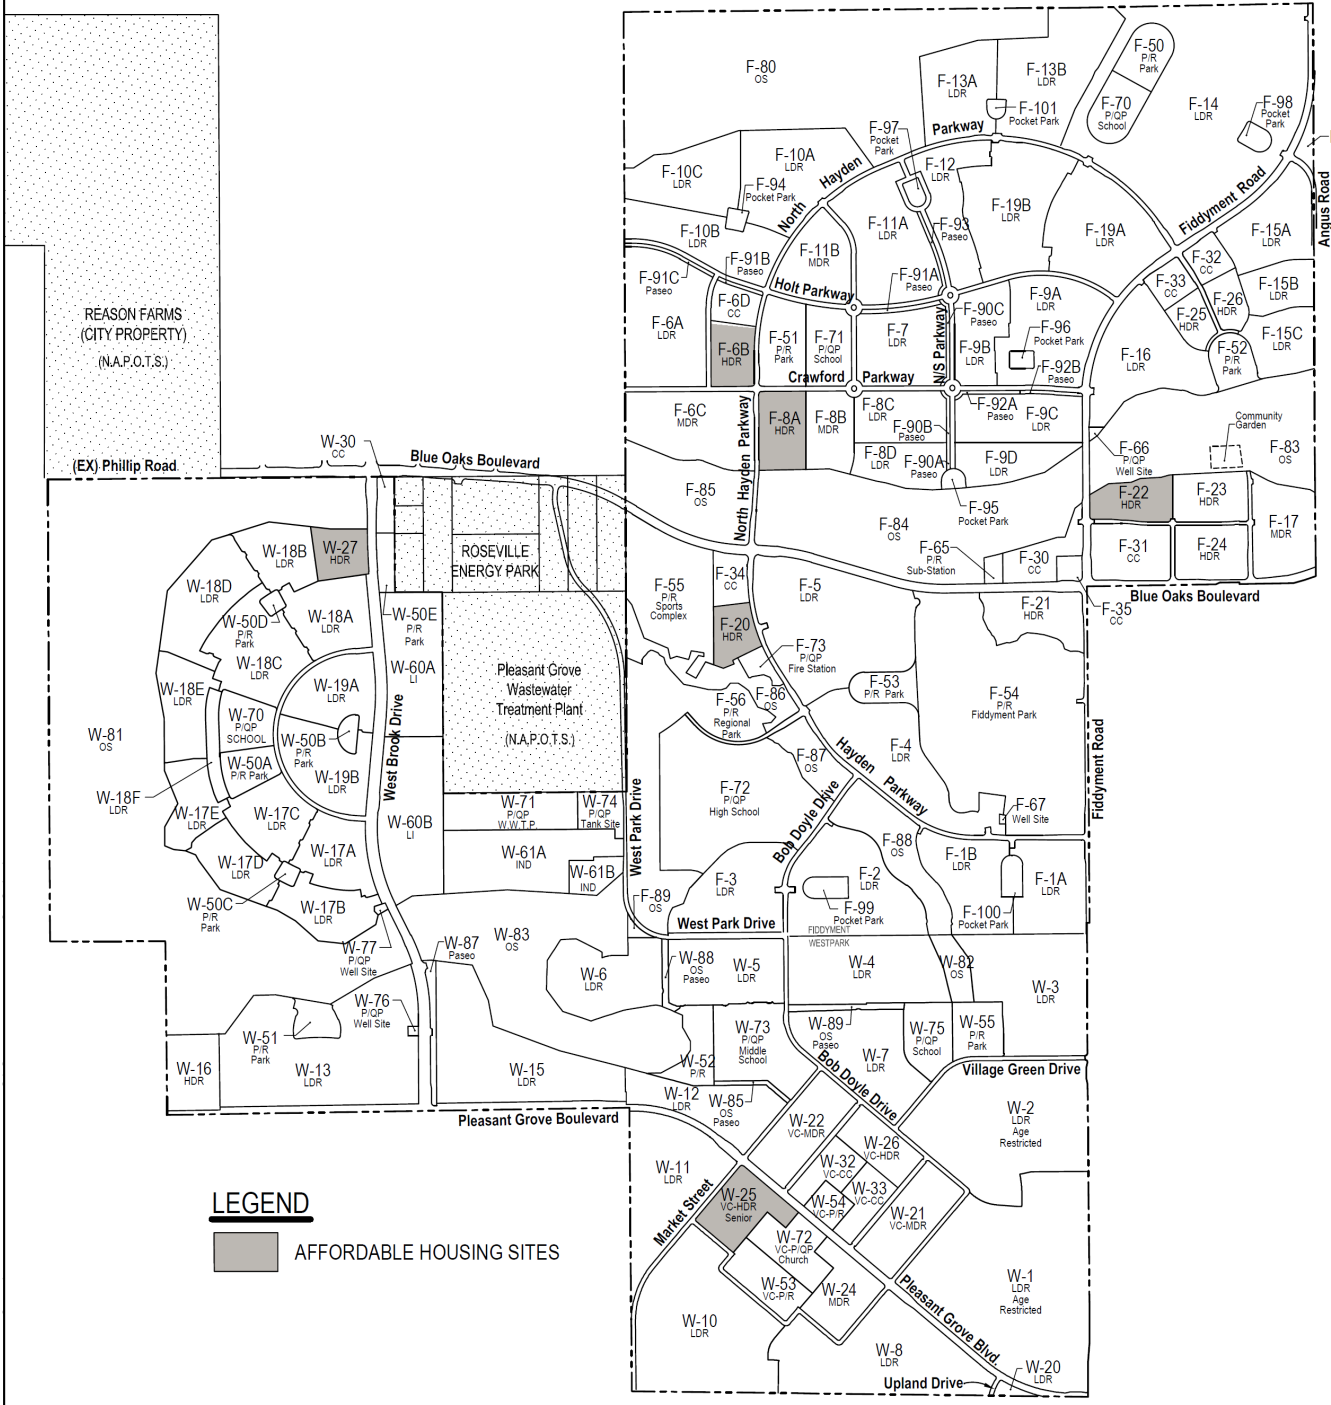 F-80
OS
F-13A
LDR
F-13B
LDR
F-50
P/R
Park
F-70
P/QP
School
F-14
LDR
F-98
Pocket
Park
F-101
Pocket Park
F-97
Pocket
Park
North Hayden Parkway
F-12
LDR
F-10C
LDR
F-10A
LDR
F-94
Pocket Park
F-10B
LDR
F-11A
LDR
F-11B
MDR
F-93
Paseo
F-19B
LDR
F-19A
LDR
Fiddyment Road
Angus Road
F-15A
LDR
F-32
CC
F-33
CC
F-26
HDR
F-25
HDR
F-15B
LDR
F-15C
LDR
F-52
P/R
Park
F-16
LDR
F-91C
Paseo
F-91B
Paseo
F-91A
Paseo
Holt Parkway
F-6D
CC
F-6A
LDR
F-6B
HDR
F-51
P/R
Park
F-71
P/QP
School
F-7
LDR
N/S Parkway
F-90C
Paseo
F-9A
LDR
F-96
Pocket Park
F-9B
LDR
F-92B
Paseo
Crawford Parkway
F-6C
MDR
North Hayden Parkway
F-8A
HDR
F-8B
MDR
F-8C
LDR
F-90B
Paseo
F-92A
Paseo
F-9C
LDR
F-8D
LDR
F-90A
Paseo
F-9D
LDR
F-95
Pocket Park
F-66
P/QP
Well Site
Community
Garden
F-83
OS
F-22
HDR
F-23
HDR
F-17
MDR
F-31
CC
F-24
HDR
F-85
OS
F-84
OS
F-65
P/R
Sub-Station
F-30
CC
F-35
CC
Blue Oaks Boulevard
REASON FARMS
(CITY PROPERTY)
(N.A.P.O.T.S.)
(EX) Phillip Road
W-30
CC
Blue Oaks Boulevard
ROSEVILLE
ENERGY PARK
W-27
HDR
W-18B
LDR
W-18D
LDR
W-50D
P/R
Park
W-18A
LDR
W-50E
P/R
Park
W-18C
LDR
W-60A
LI
W-18E
LDR
W-19A
LDR
W-70
P/QP
SCHOOL
W-50B
P/R
Park
W-50A
P/R Park
W-19B
LDR
West Brook Drive
W-81
OS
W-18F
LDR
W-17E
LDR
W-17C
LDR
W-60B
LI
W-17D
LDR
W-17A
LDR
W-50C
P/R
Park
W-17B
LDR
W-77
P/QP
Well Site
Pleasant Grove
Wastewater
Treatment Plant
(N.A.P.O.T.S.)
W-71
P/QP
W.W.T.P.
W-74
P/QP
Tank Site
W-61A
IND
W-61B
IND
West Park Drive
F-55
P/R
Sports
Complex
F-34
CC
F-20
HDR
F-5
LDR
F-21
HDR
F-73
P/QP
Fire Station
F-86
OS
F-56
P/R
Regional
Park
F-53
P/R Park
F-54
P/R
Fiddyment Park
Fiddyment Road
F-4
LDR
F-87
OS
Hayden Parkway
F-72
P/QP
High School
Bob Doyle Drive
F-67
Well Site
F-88
OS
F-1B
LDR
F-1A
LDR
F-2
LDR
F-99
Pocket Park
F-100
Pocket Park
F-3
LDR
F-89
OS
West Park Drive
FIDDYMENT
WESTPARK
W-87
Paseo
W-83
OS
W-6
LDR
W-88
OS
Paseo
W-5
LDR
W-4
LDR
W-82
OS
W-3
LDR
W-76
P/QP
Well Site
W-51
P/R
Park
W-16
HDR
W-13
LDR
W-15
LDR
Pleasant Grove Boulevard
W-52
P/R
W-73
P/QP
Middle
School
W-89
OS
Paseo
W-7
LDR
W-75
P/QP
School
W-55
P/R
Park
Village Green Drive
Bob Doyle Drive
W-12
LDR
W-85
OS
Paseo
W-22
VC-MDR
W-2
LDR
Age
Restricted
W-26
VC-HDR
W-32
VC-CC
W-33
VC-CC
W-54
VC-P/R
W-21
VC-MDR
W-11
LDR
Market Street
W-25
VC-HDR
Senior
W-72
VC-P/QP
Church
W-53
VC-P/R
W-24
MDR
W-10
LDR
W-1
LDR
Age
Restricted
Pleasant Grove Blvd.
W-8
LDR
W-20
LDR
Upland Drive
LEGEND
AFFORDABLE HOUSING SITES